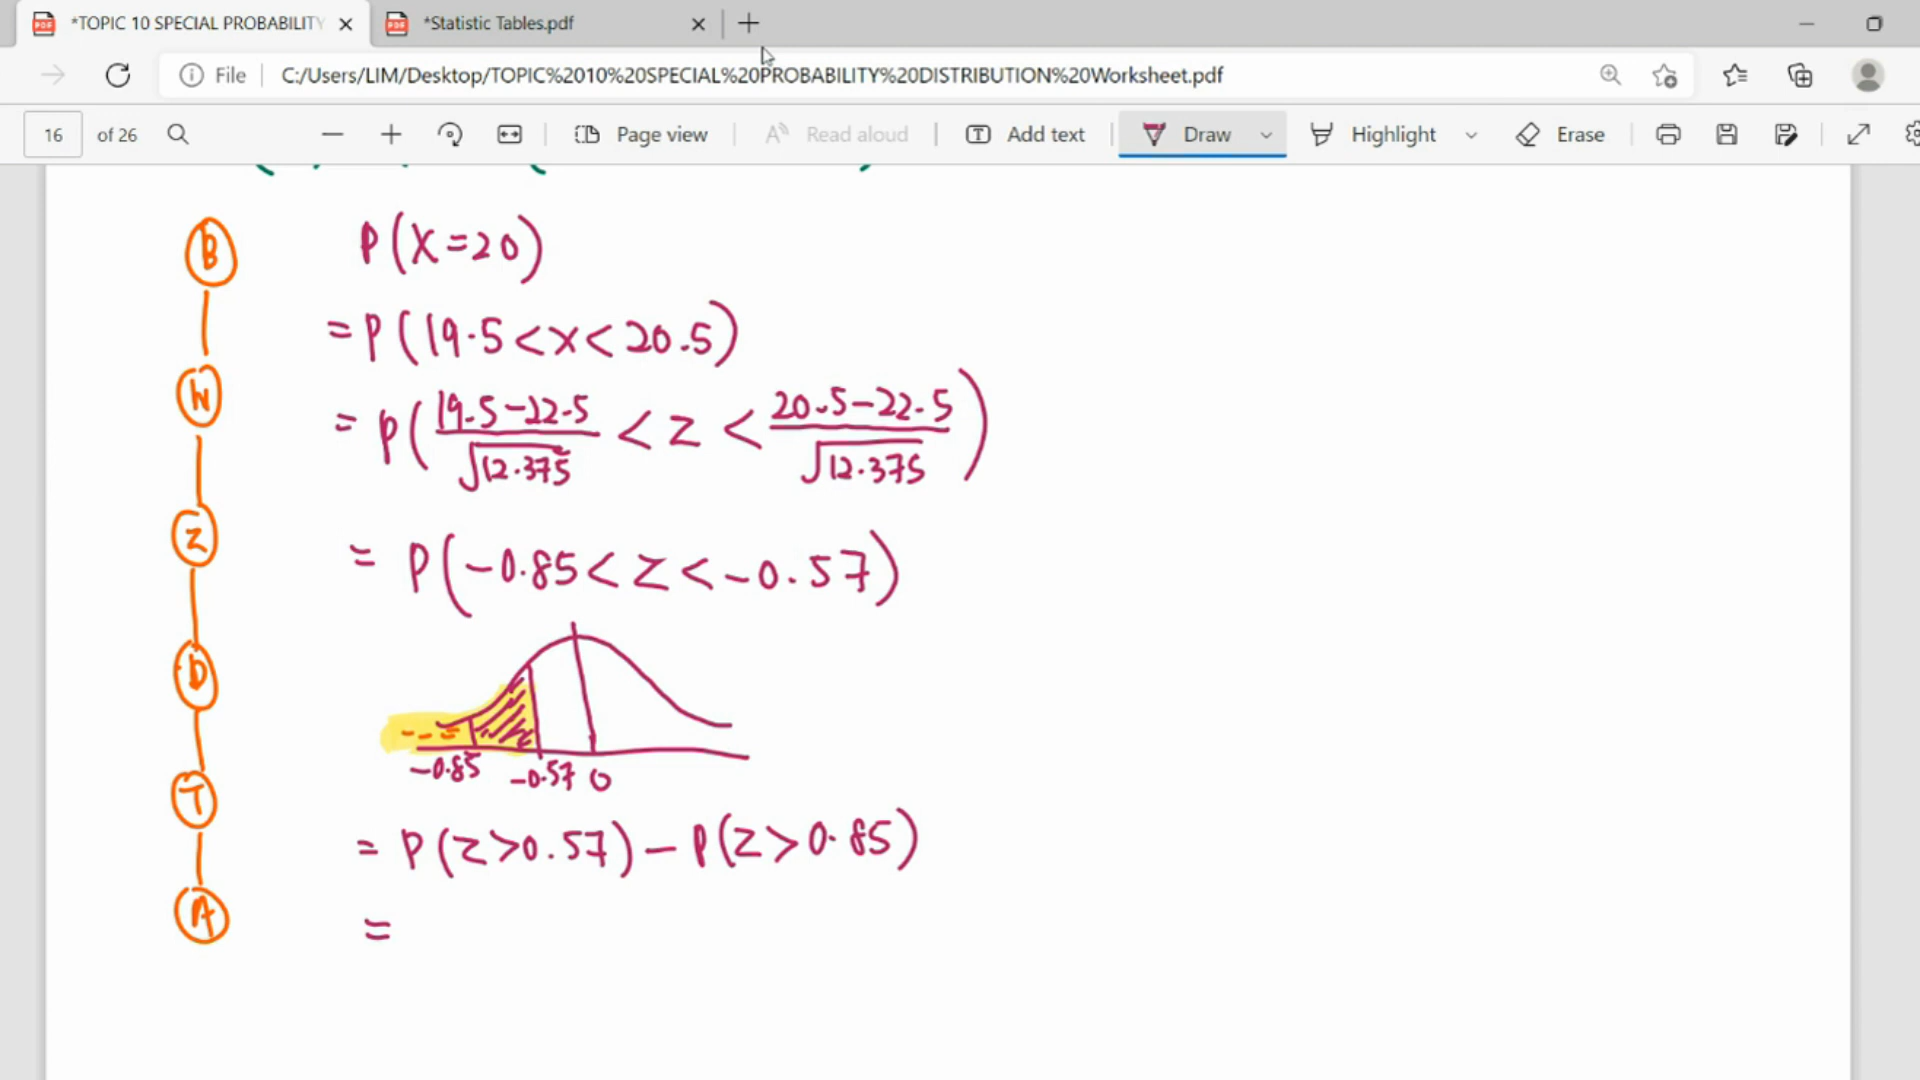 *TOPIC 10 SPECIAL PROBABILITY
*Statistic Tables.pdf
File
C:/Users/LIM/Desktop/TOPIC%2010%20SPECIAL%20PROBABILITY%20DISTRIBUTION%20Worksheet.pdf
16 of 26
Page view
Read aloud
Add text
Draw
Highlight
Erase
B
P(X=20)
=P(19.5<x<20.5)
N
=P(19.5-22.5/√12.375 < Z < 20.5-22.5/√12.375)
Z
= P(-0.85<Z<-0.57)
D
-0.85 -0.57 0
T
= P(Z>0.57)-P(Z>0.85)
A
=